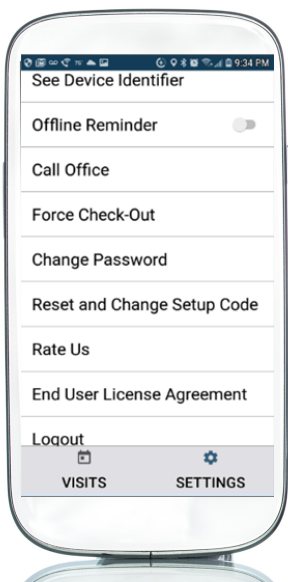 75° 9:34 PM
See Device Identifier
Offline Reminder
Call Office
Force Check-Out
Change Password
Reset and Change Setup Code
Rate Us
End User License Agreement
Logout
VISITS SETTINGS